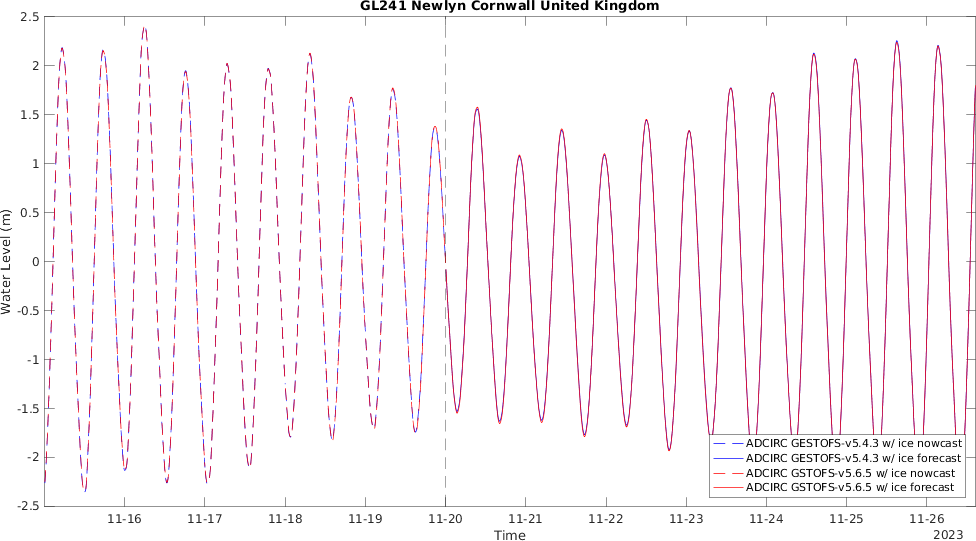 GL241 Newlyn Cornwall United Kingdom
2.5
2
1.5
1
0.5
0
-0.5
-1
-1.5
-2
-2.5
Water Level (m)
ADCIRC GESTOFS-v5.4.3 w/ ice nowcast
ADCIRC GESTOFS-v5.4.3 w/ ice forecast
ADCIRC GSTOFS-v5.6.5 w/ ice nowcast
ADCIRC GSTOFS-v5.6.5 w/ ice forecast
11-16 11-17 11-18 11-19 11-20 11-21 11-22 11-23 11-24 11-25 11-26
Time
2023